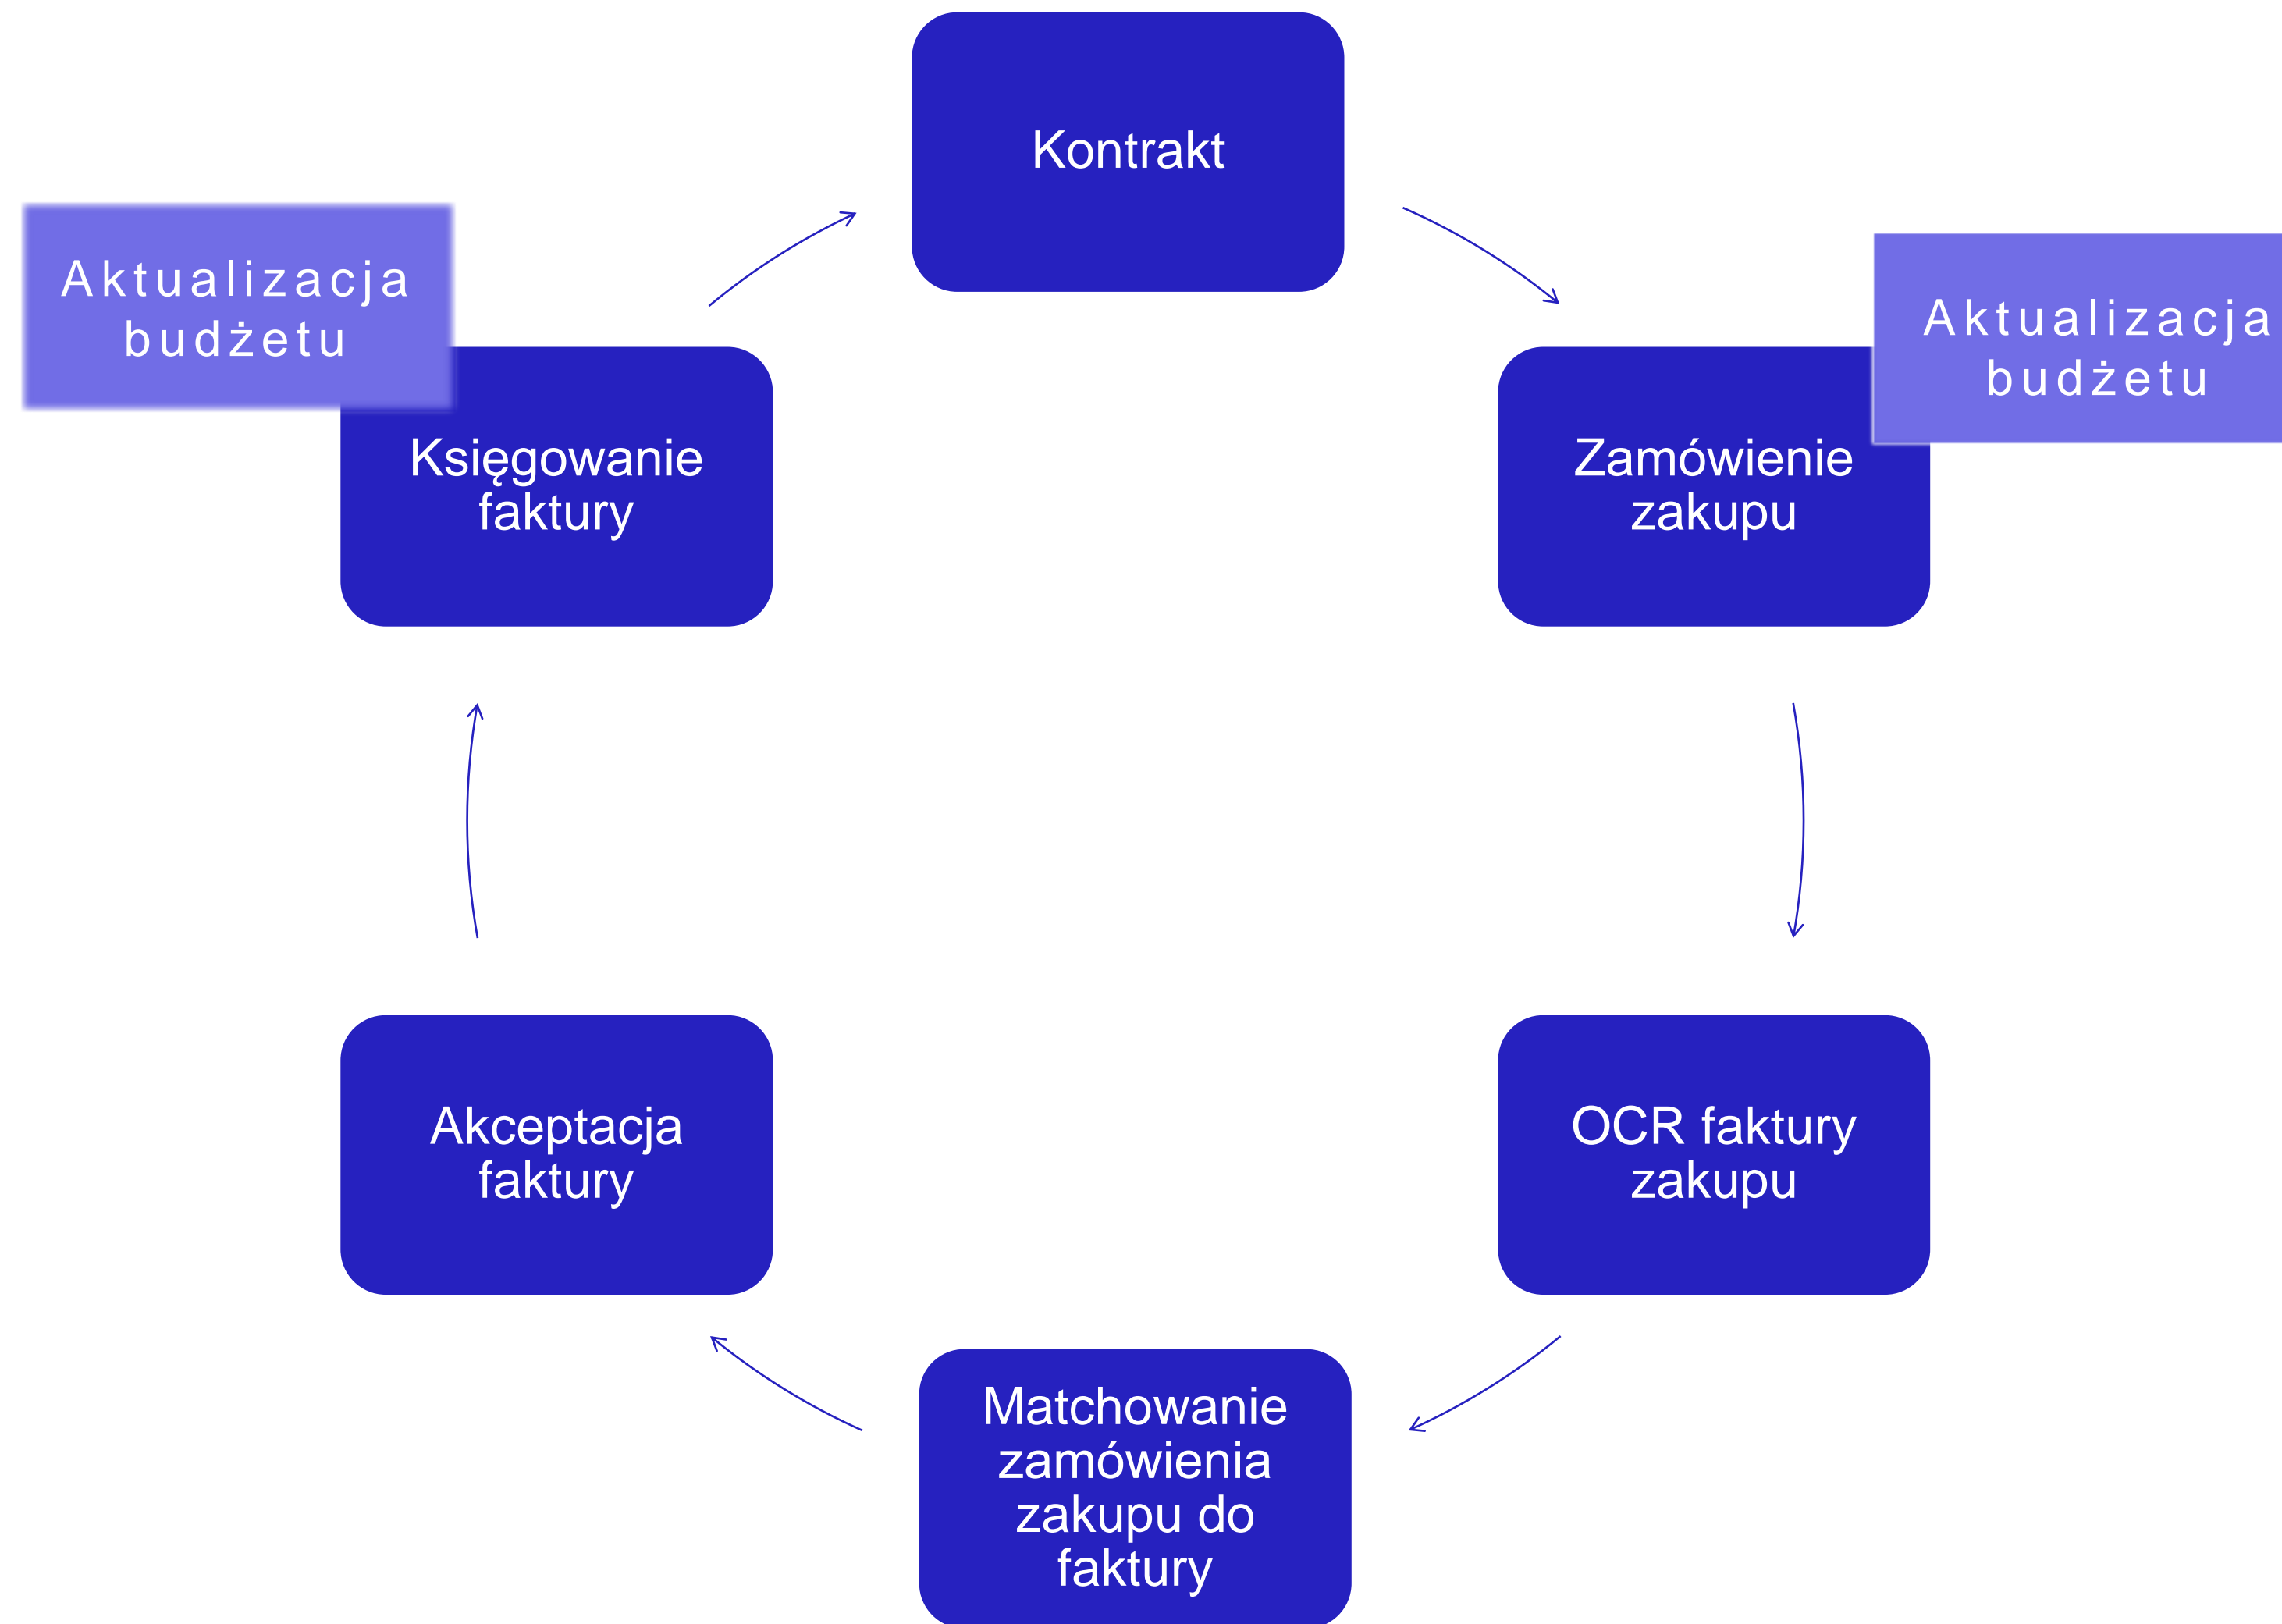 Kontrakt
Aktualizacja
budżetu
Zamówienie
zakupu
OCR faktury
zakupu
Matchowanie
zamówienia
zakupu do
faktury
Akceptacja
faktury
Księgowanie
faktury
Aktualizacja
budżetu